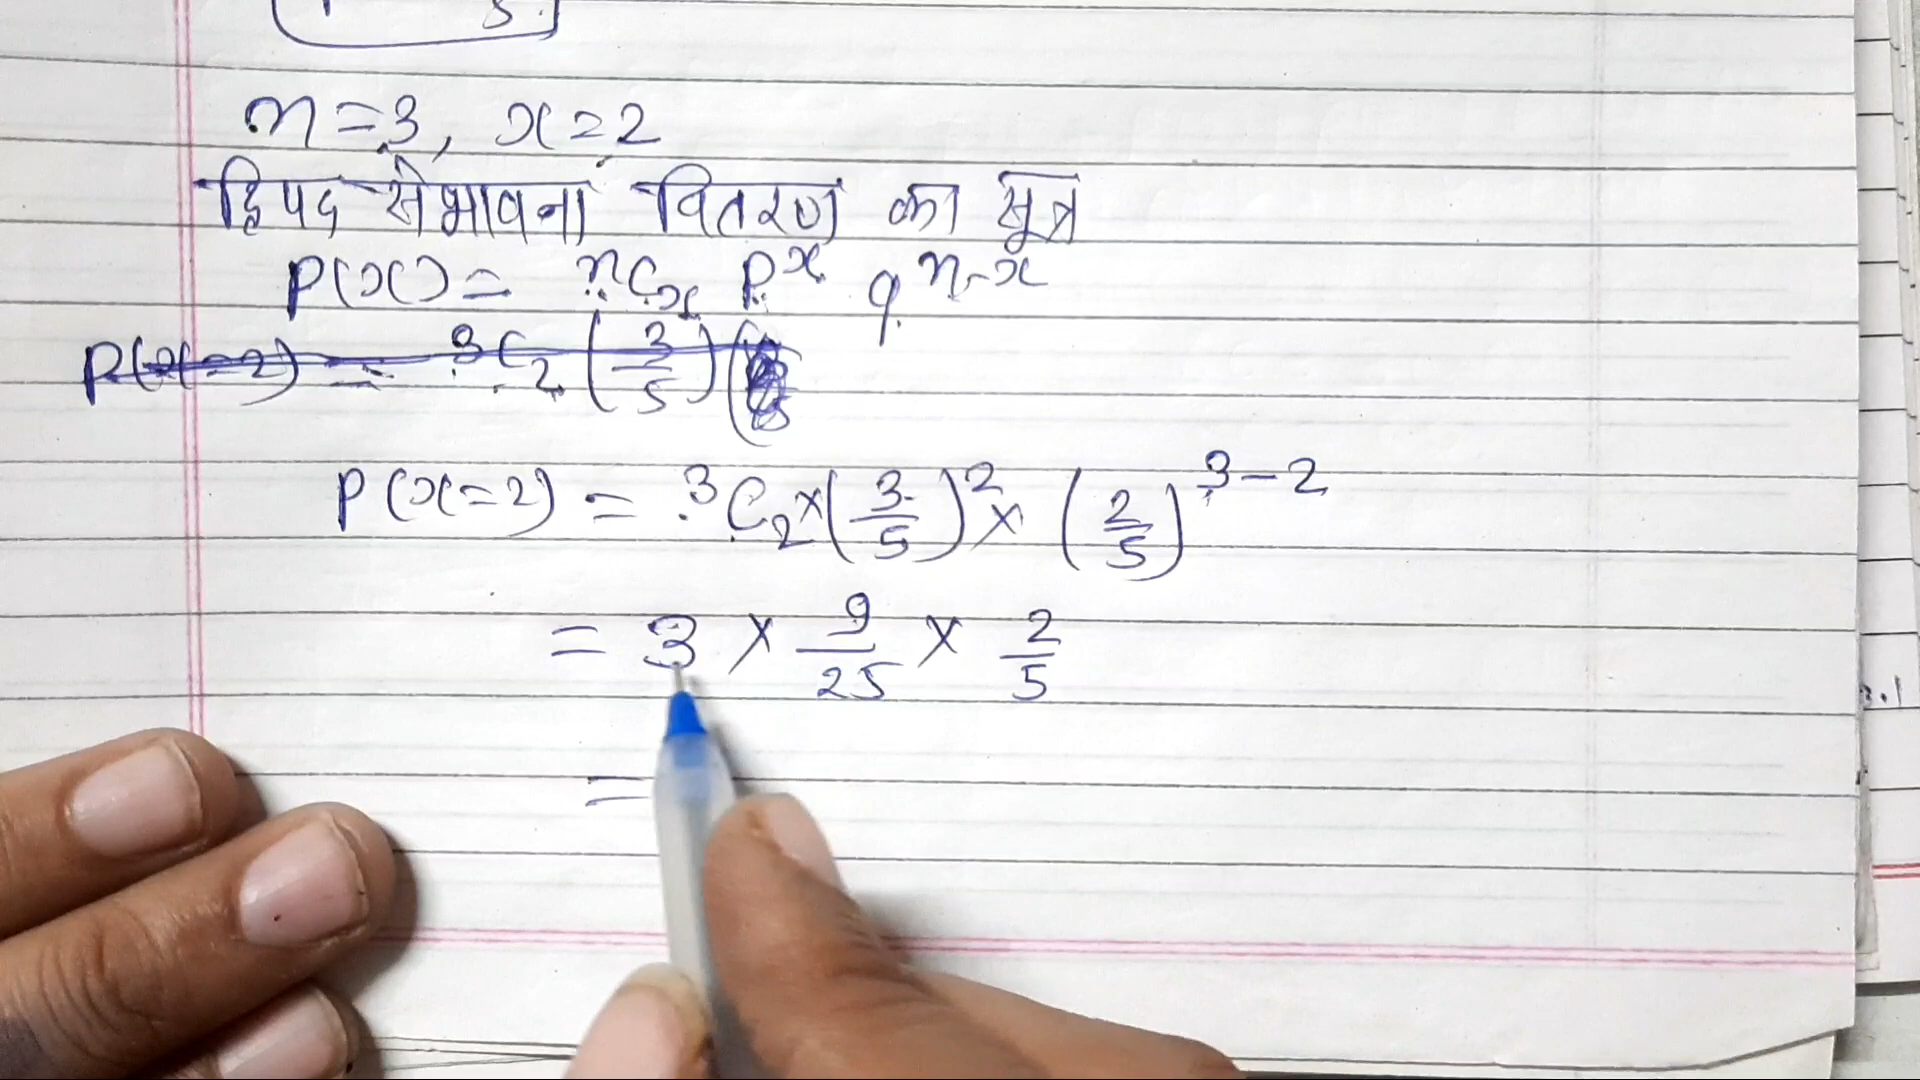 5
n = 3, x = 2
द्विपद संभावना वितरण का सूत्र
P(x) = ⁿCₓ Pˣ qⁿ⁻ˣ
P(x=2) = ³C₂ (3/5) (
P(x=2) = ³C₂ × (3/5)² × (2/5)³⁻²
= 3 × 9/25 × 2/5
=